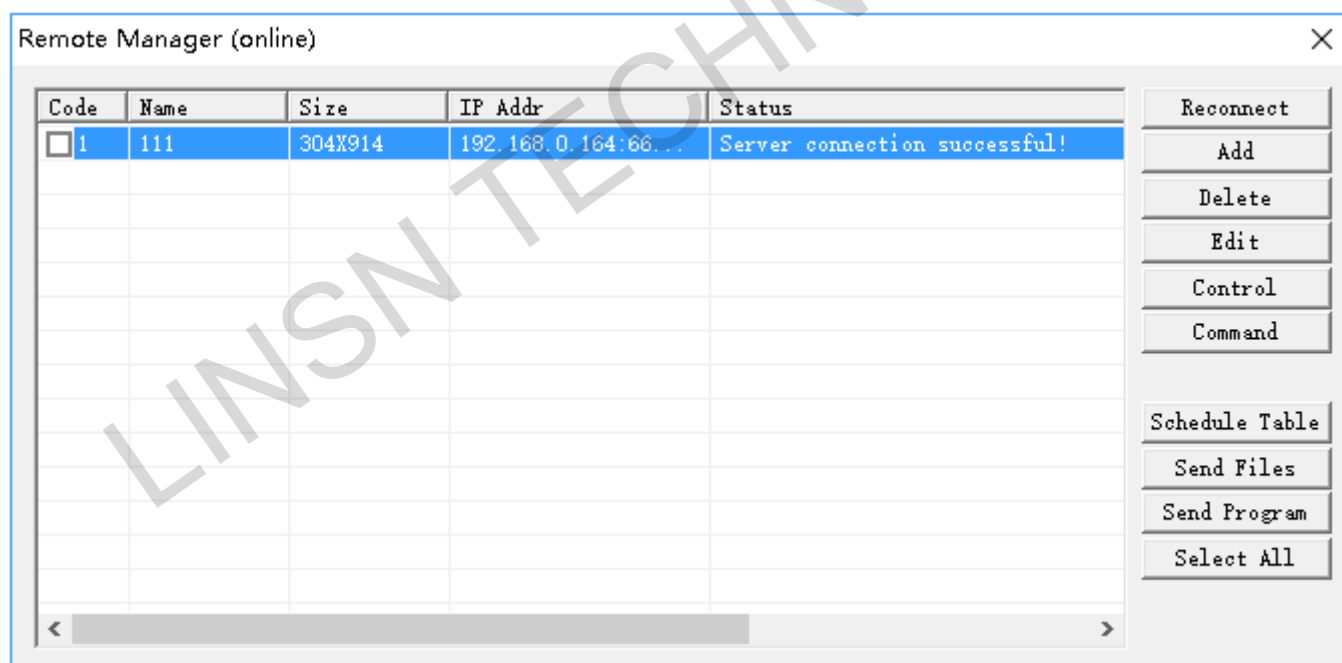 Remote Manager (online)
Code Name Size IP Addr Status
1 111 304X914 192.168.0.164:66... Server connection successful!
Reconnect
Add
Delete
Edit
Control
Command
Schedule Table
Send Files
Send Program
Select All
LINSN TECHN